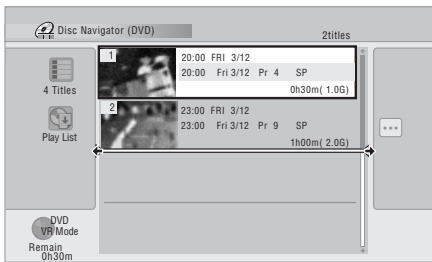 Disc Navigator (DVD)
2titles
4 Titles
Play List
1
20:00 FRI 3/12
20:00 Fri 3/12 Pr 4 SP
0h30m( 1.0G)
2
23:00 FRI 3/12
23:00 Fri 3/12 Pr 9 SP
1h00m( 2.0G)
DVD
VR Mode
Remain
0h30m